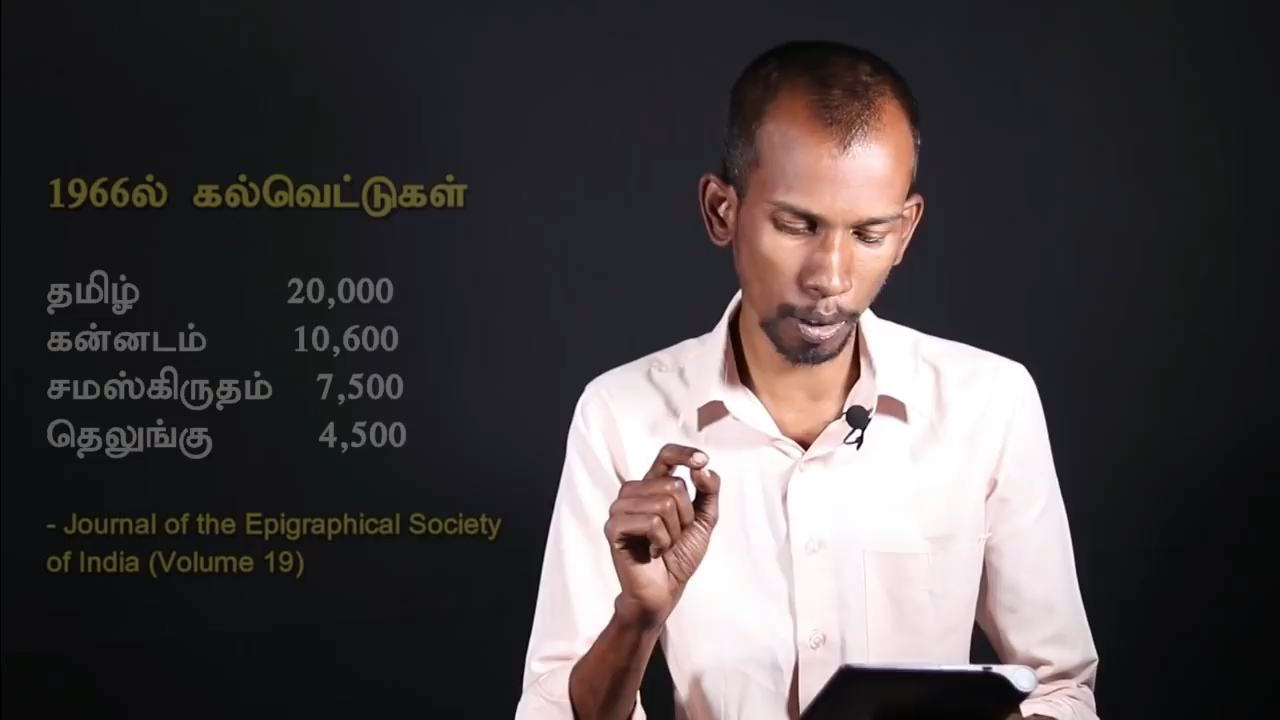 1966ல் கல்வெட்டுகள்
தமிழ் 20,000
கன்னடம் 10,600
சமஸ்கிருதம் 7,500
தெலுங்கு 4,500
- Journal of the Epigraphical Society
of India (Volume 19)